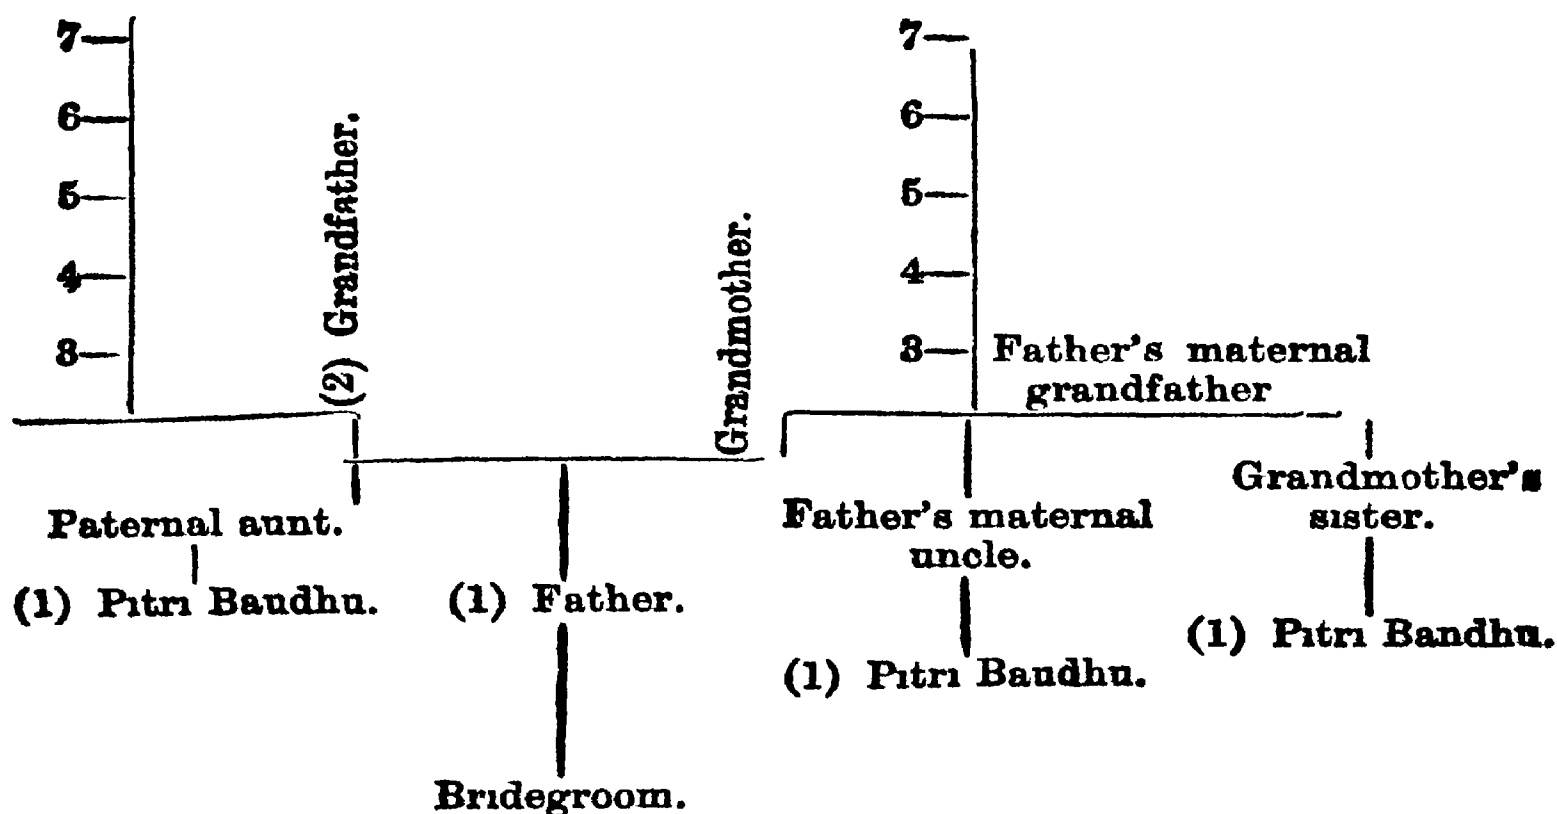 7
6
5
4
3
(2) Grandfather.
Grandmother.
7
6
5
4
3
Father's maternal
grandfather
Paternal aunt.
(1) Pitri Baudhu.
(1) Father.
Bridegroom.
Father's maternal
uncle.
(1) Pitri Baudhu.
Grandmother's
sister.
(1) Pitri Bandhu.